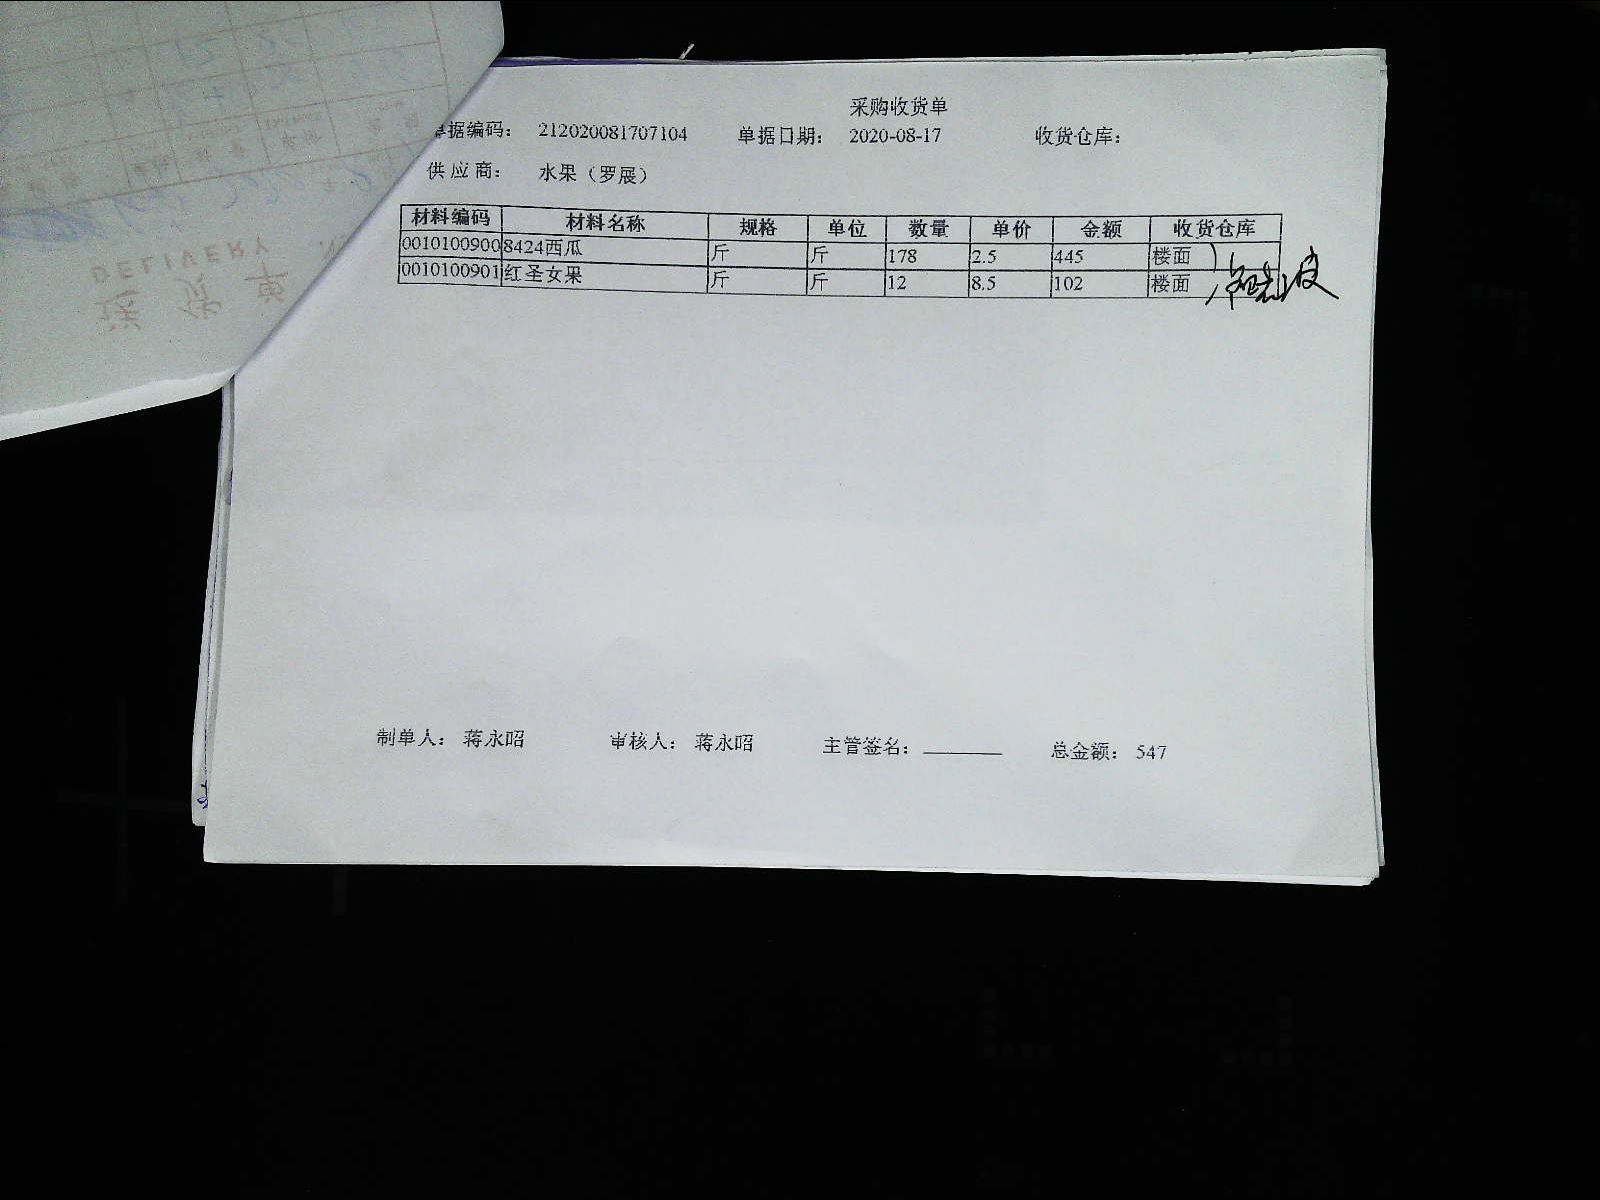 采购收货单
单据编码： 212020081707104 单据日期： 2020-08-17 收货仓库：
供应商： 水果（罗展）
材料编码 材料名称 规格 单位 数量 单价 金额 收货仓库
0010100900 8424西瓜 斤 斤 178 2.5 445 楼面
0010100901 红圣女果 斤 斤 12 8.5 102 楼面
制单人： 蒋永昭 审核人： 蒋永昭 主管签名： 总金额： 547
DELIVERY
送货单